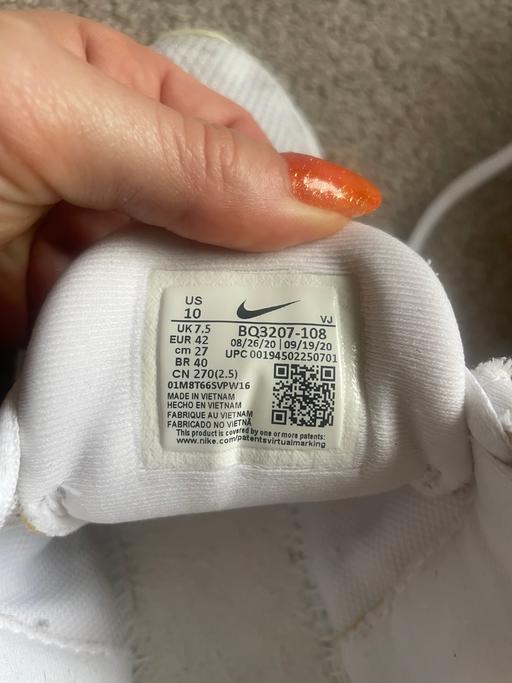 US
10
VJ
UK 7.5
BQ3207-108
EUR 42
08/26/20 | 09/19/20
cm 27
UPC 00194502250701
BR 40
CN 270(2.5)
01M8T66SVPW16
MADE IN VIETNAM
HECHO EN VIETNAM
FABRIQUE AU VIETNAM
FABRICADO NO VIETNÃ
This product is covered by one or more patents:
www.nike.com/patentsvirtualmarking